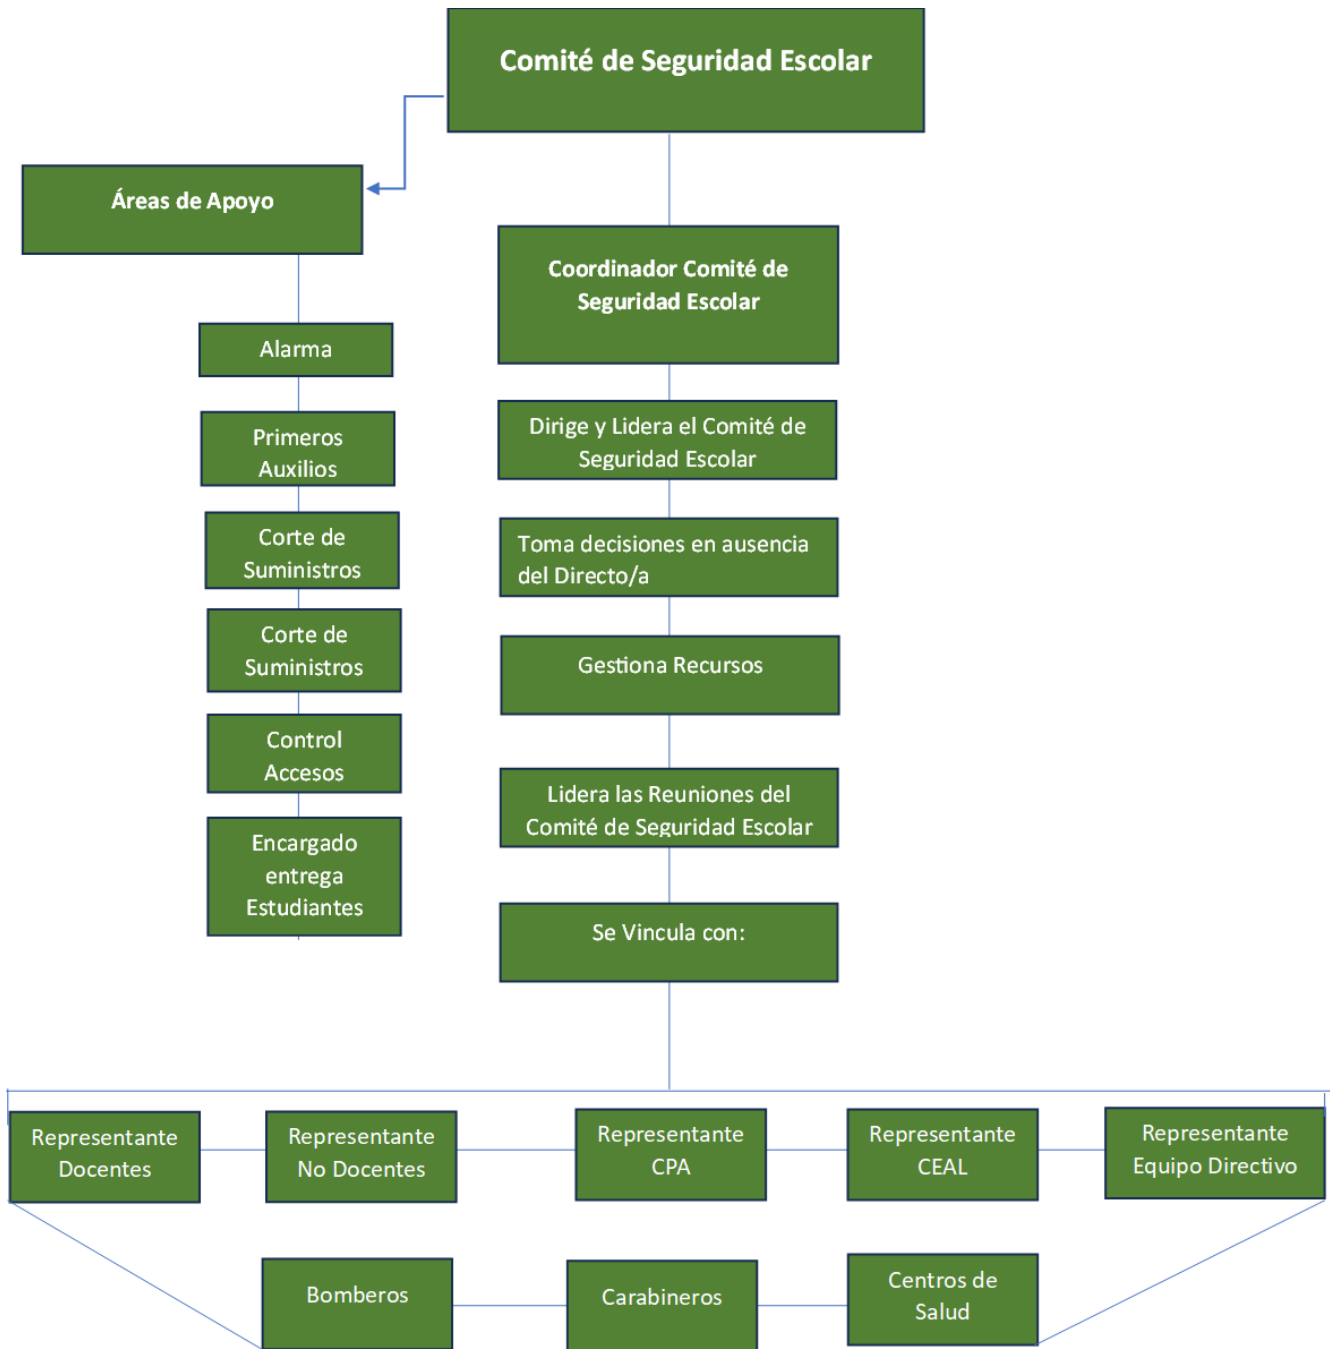 Comité de Seguridad Escolar
Áreas de Apoyo
Coordinador Comité de
Seguridad Escolar
Alarma
Primeros
Auxilios
Corte de
Suministros
Corte de
Suministros
Control
Accesos
Encargado
entrega
Estudiantes
Dirige y Lidera el Comité de
Seguridad Escolar
Toma decisiones en ausencia
del Directo/a
Gestiona Recursos
Lidera las Reuniones del
Comité de Seguridad Escolar
Se Vincula con:
Representante
Docentes
Representante
No Docentes
Representante
CPA
Representante
CEAL
Representante
Equipo Directivo
Bomberos
Carabineros
Centros de
Salud